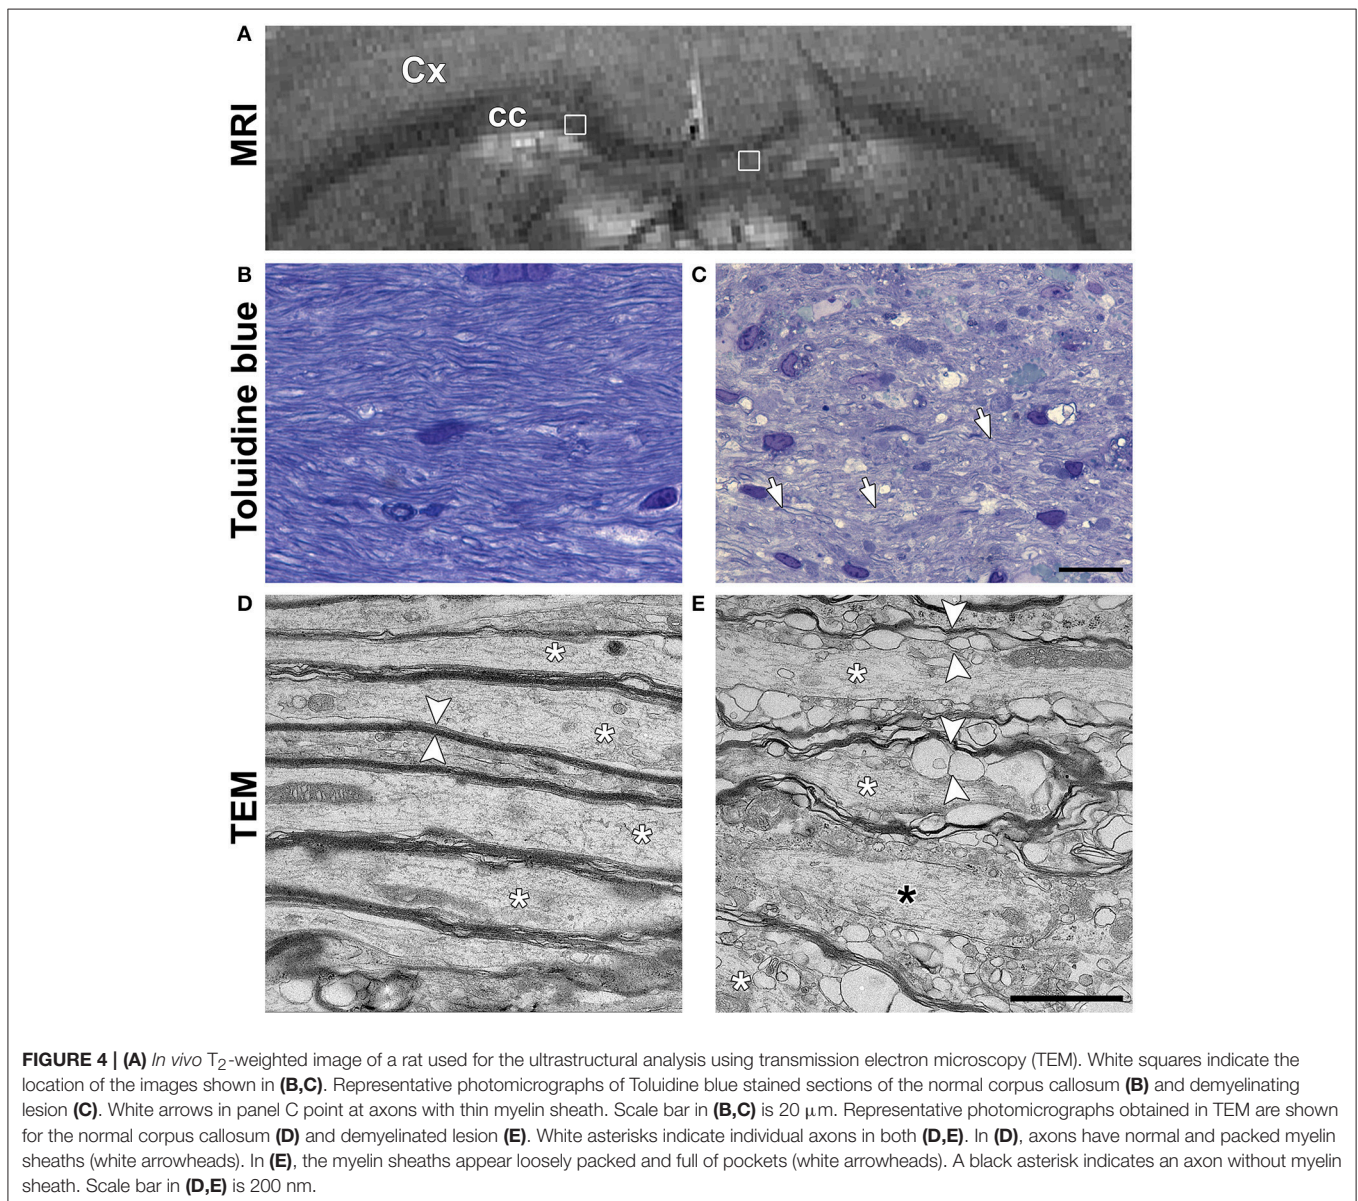 A
Cx
cc
MRI
B
C
Toluidine blue
D
E
TEM
FIGURE 4 | (A) In vivo T2-weighted image of a rat used for the ultrastructural analysis using transmission electron microscopy (TEM). White squares indicate the
location of the images shown in (B,C). Representative photomicrographs of Toluidine blue stained sections of the normal corpus callosum (B) and demyelinating
lesion (C). White arrows in panel C point at axons with thin myelin sheath. Scale bar in (B,C) is 20 μm. Representative photomicrographs obtained in TEM are shown
for the normal corpus callosum (D) and demyelinated lesion (E). White asterisks indicate individual axons in both (D,E). In (D), axons have normal and packed myelin
sheaths (white arrowheads). In (E), the myelin sheaths appear loosely packed and full of pockets (white arrowheads). A black asterisk indicates an axon without myelin
sheath. Scale bar in (D,E) is 200 nm.